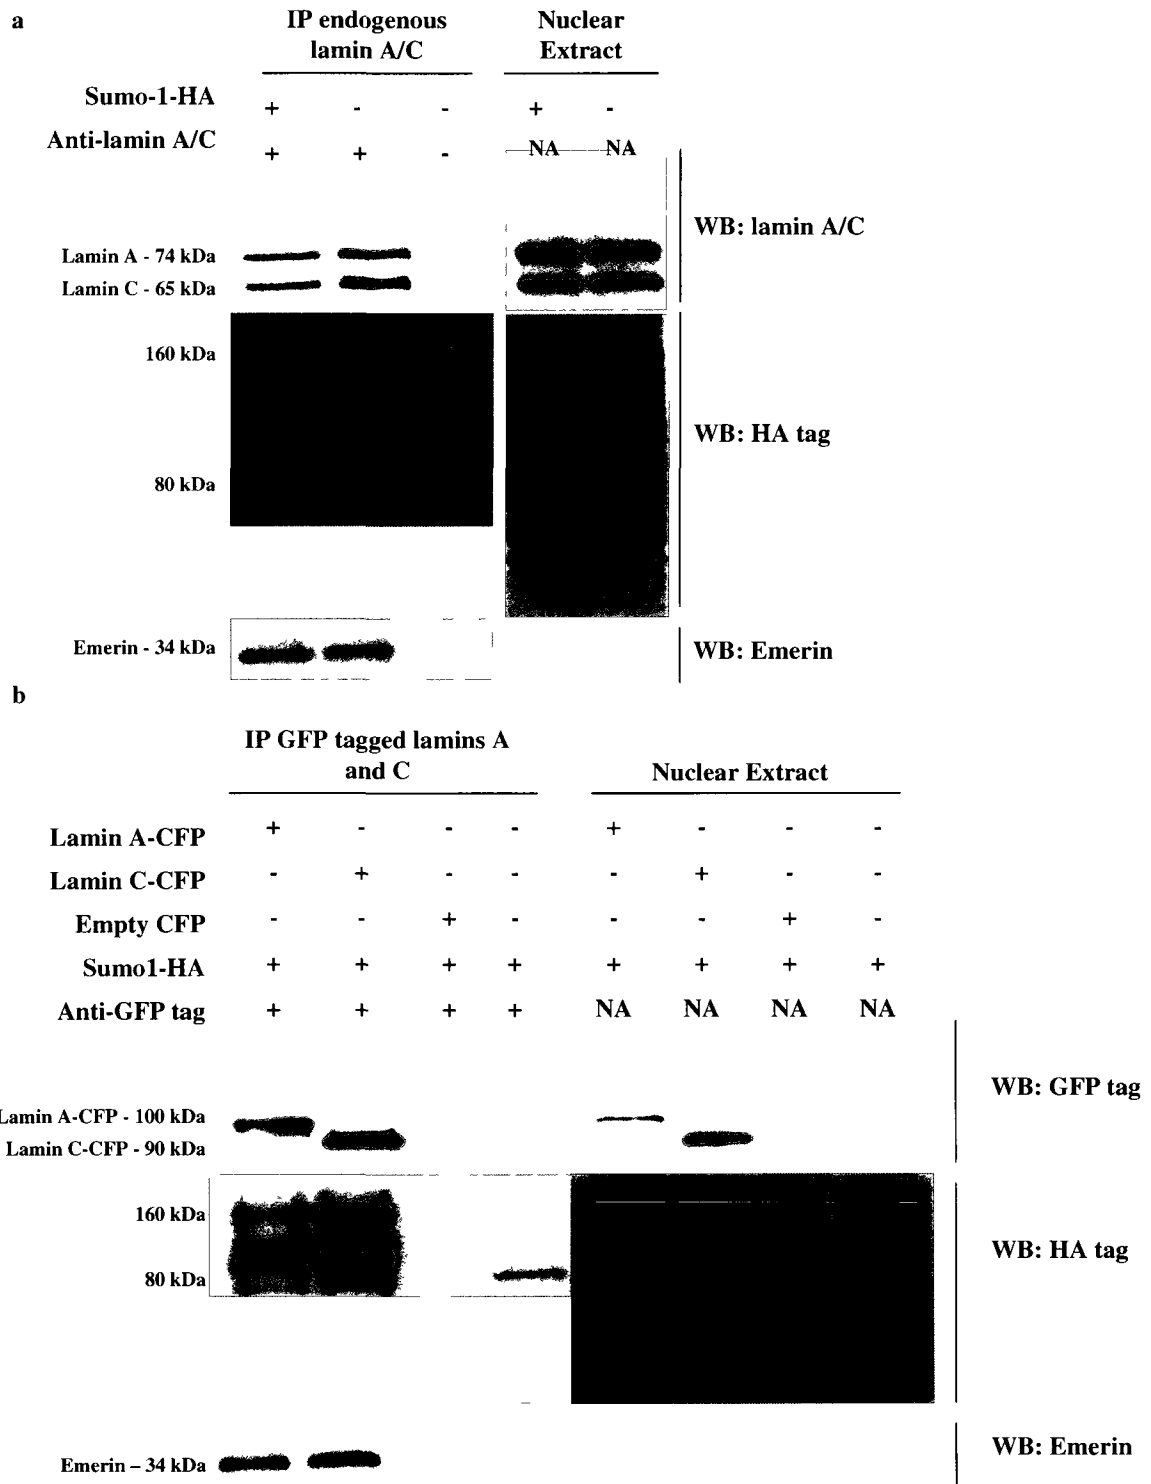 a
IP endogenous
lamin A/C
Nuclear
Extract
Sumo-1-HA + - - + -
Anti-lamin A/C + + - NA NA
WB: lamin A/C
Lamin A - 74 kDa
Lamin C - 65 kDa
160 kDa
WB: HA tag
80 kDa
Emerin - 34 kDa
WB: Emerin
b
IP GFP tagged lamins A
and C
Nuclear Extract
Lamin A-CFP + - - - + - - -
Lamin C-CFP - + - - - + - -
Empty CFP - - + - - - + -
Sumo1-HA + + + + + + + +
Anti-GFP tag + + + + NA NA NA NA
WB: GFP tag
Lamin A-CFP - 100 kDa
Lamin C-CFP - 90 kDa
160 kDa
WB: HA tag
80 kDa
WB: Emerin
Emerin – 34 kDa